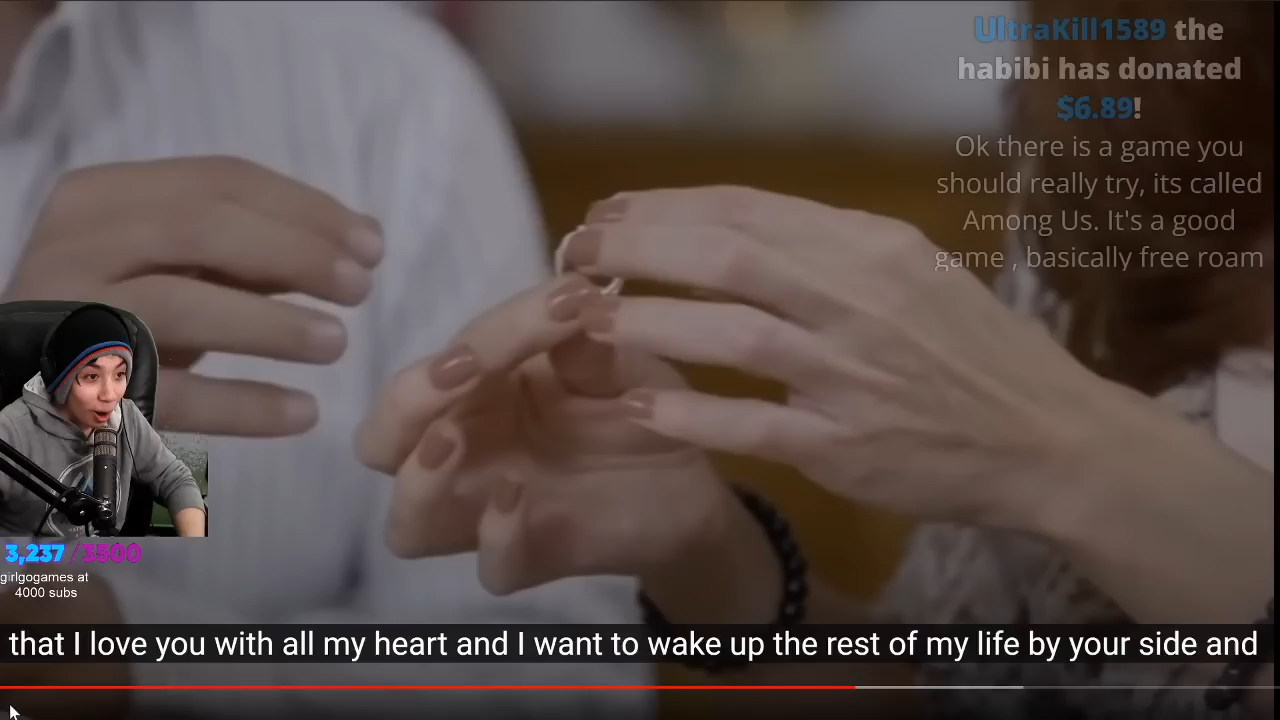 UltraKill1589 the
habibi has donated
$6.89!
Ok there is a game you
should really try, its called
Among Us. It's a good
game , basically free roam
3,237 /3500
girlgogames at
4000 subs
that I love you with all my heart and I want to wake up the rest of my life by your side and